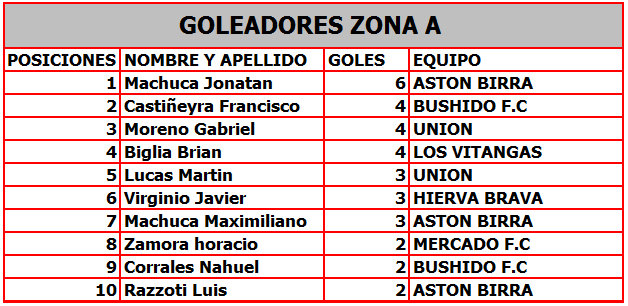 GOLEADORES ZONA A
POSICIONES NOMBRE Y APELLIDO GOLES EQUIPO
1 Machuca Jonatan 6 ASTON BIRRA
2 Castiñeyra Francisco 4 BUSHIDO F.C
3 Moreno Gabriel 4 UNION
4 Biglia Brian 4 LOS VITANGAS
5 Lucas Martin 3 UNION
6 Virginio Javier 3 HIERVA BRAVA
7 Machuca Maximiliano 3 ASTON BIRRA
8 Zamora horacio 2 MERCADO F.C
9 Corrales Nahuel 2 BUSHIDO F.C
10 Razzoti Luis 2 ASTON BIRRA